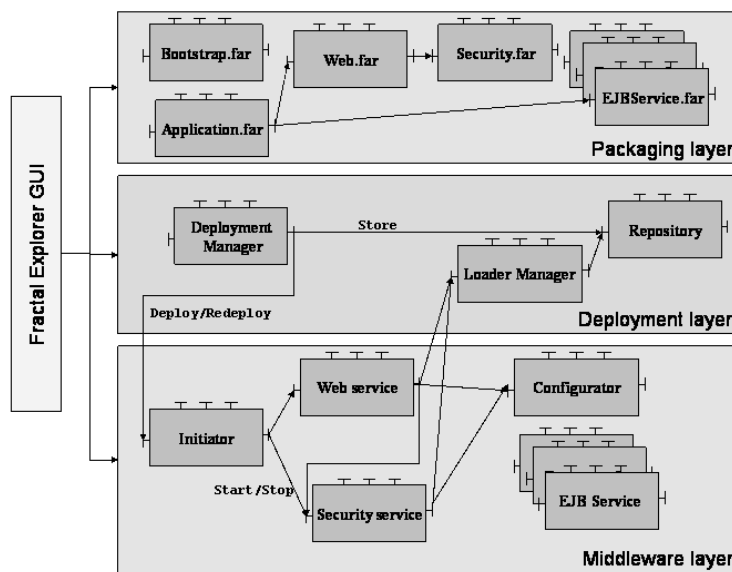 Fractal Explorer GUI
Bootstrap.far
Web.far
Security.far
Application.far
EJBService.far
Packaging layer
Deployment
Manager
Store
Repository
Loader Manager
Deploy/Redeploy
Deployment layer
Web service
Configurator
Initiator
Start/Stop
Security service
EJB Service
Middleware layer